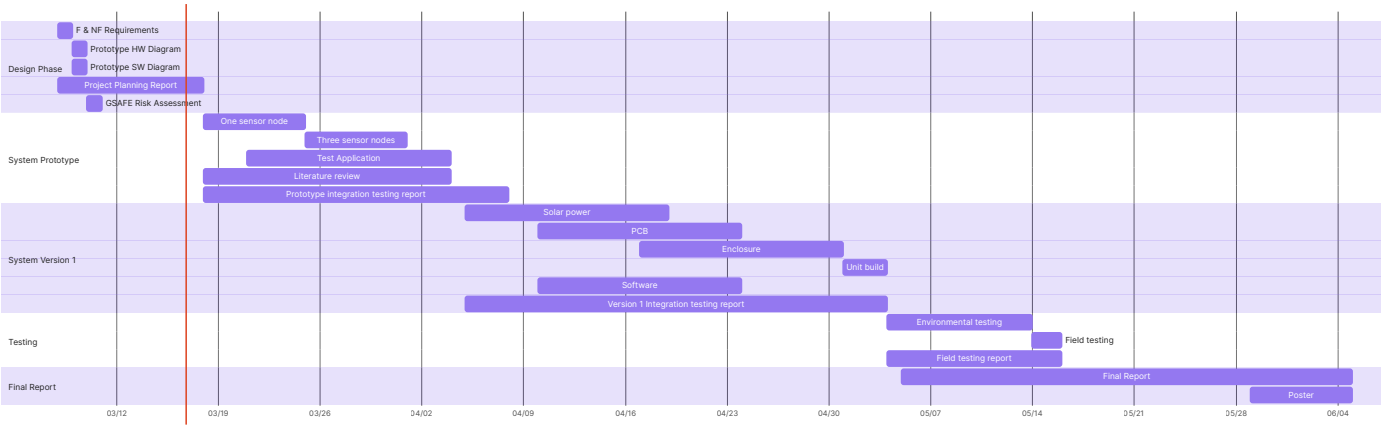 F & NF Requirements
Prototype HW Diagram
Design Phase
Prototype SW Diagram
Project Planning Report
GSAFE Risk Assessment
One sensor node
Three sensor nodes
System Prototype
Test Application
Literature review
Prototype integration testing report
Solar power
PCB
Enclosure
System Version 1
Unit build
Software
Version 1 Integration testing report
Environmental testing
Testing
Field testing
Field testing report
Final Report
Final Report
Poster
03/12 03/19 03/26 04/02 04/09 04/16 04/23 04/30 05/07 05/14 05/21 05/28 06/04